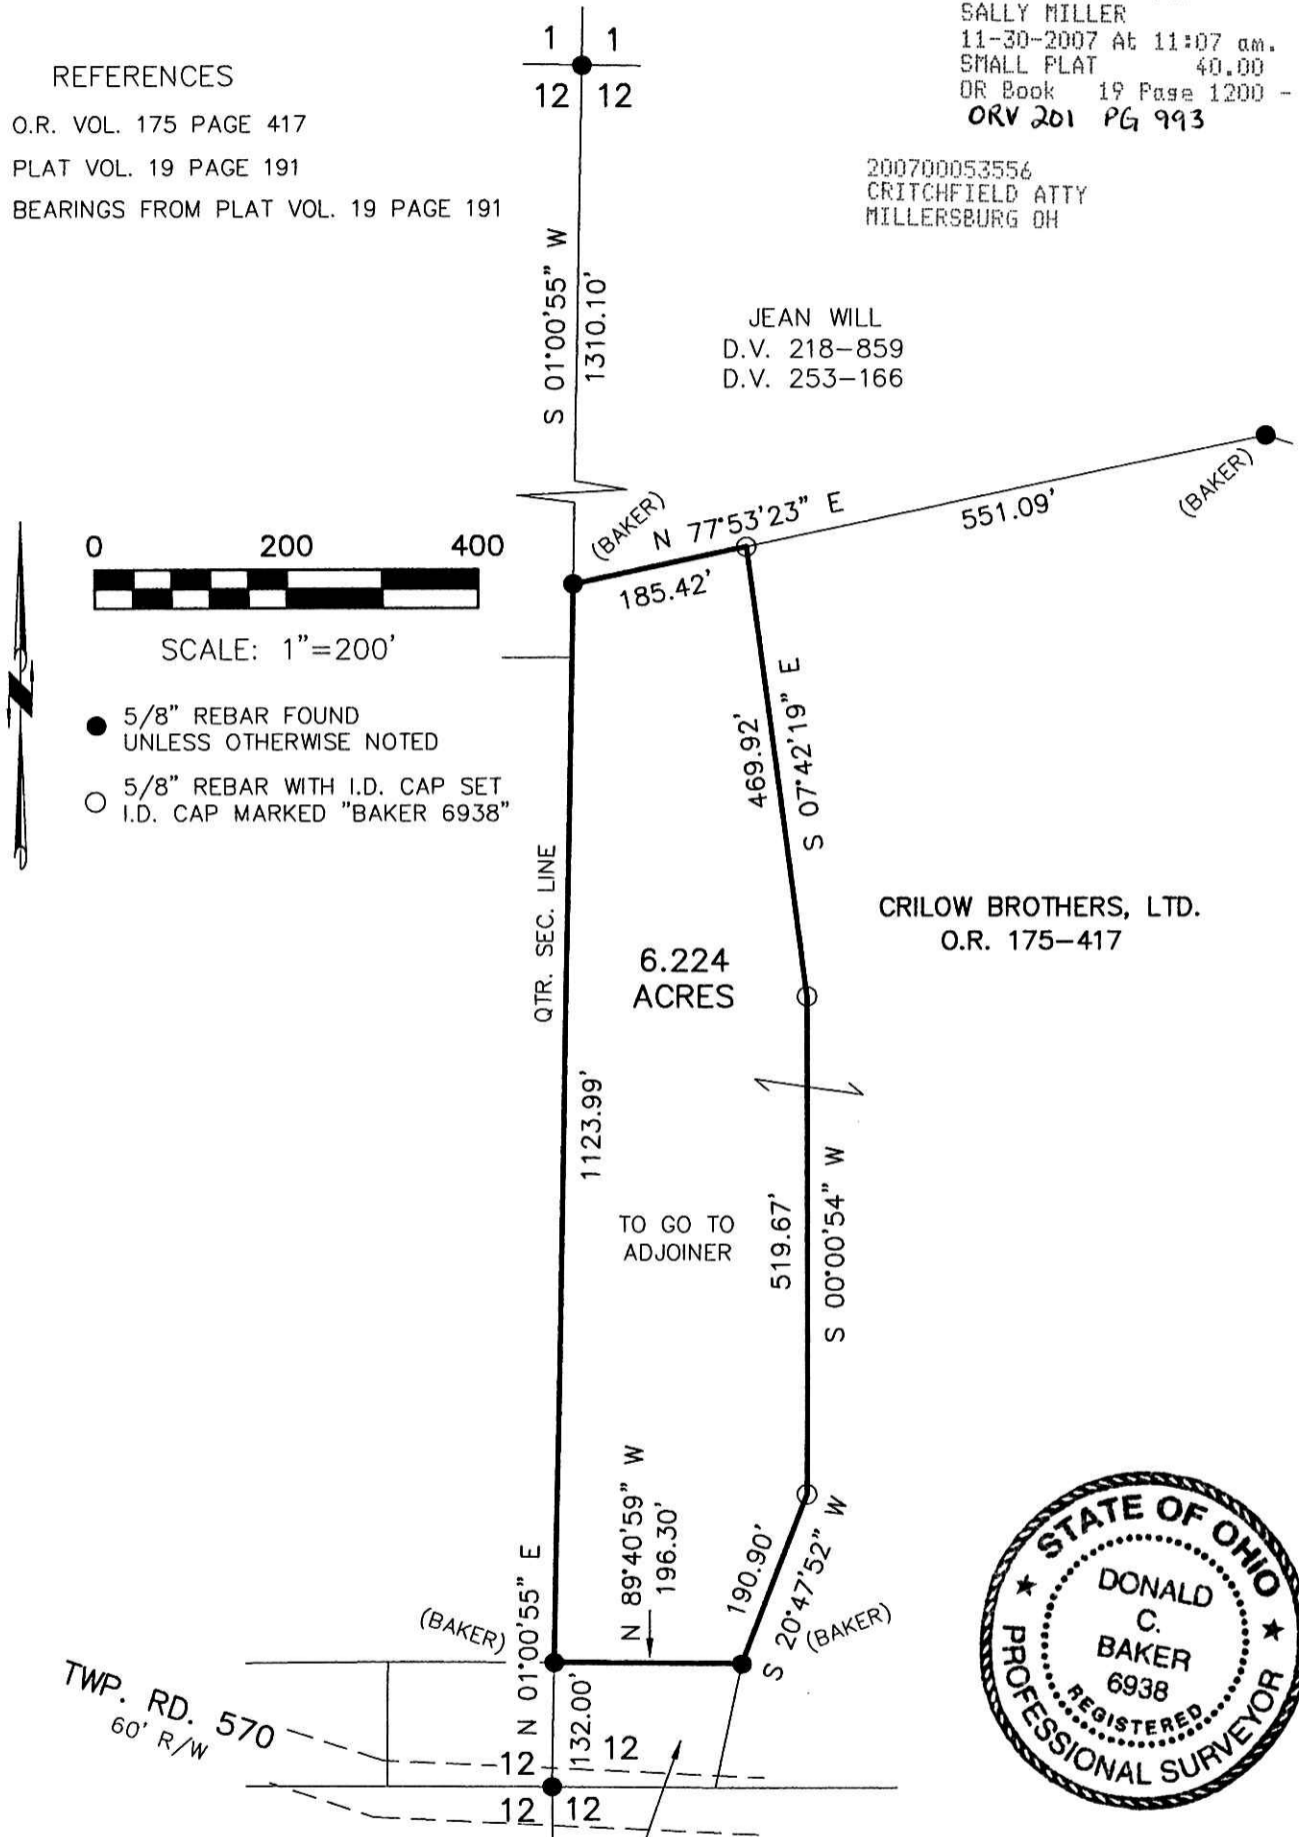 SALLY MILLER
11-30-2007 At 11:07 am.
SMALL PLAT 40.00
OR Book 19 Page 1200 -
ORV 201 PG 993
200700053556
CRITCHFIELD ATTY
MILLERSBURG OH
REFERENCES
O.R. VOL. 175 PAGE 417
PLAT VOL. 19 PAGE 191
BEARINGS FROM PLAT VOL. 19 PAGE 191
1 1
12 12
S 01°00'55" W
1310.10'
JEAN WILL
D.V. 218-859
D.V. 253-166
(BAKER)
N 77°53'23" E
185.42'
551.09'
(BAKER)
0 200 400
SCALE: 1"=200'
5/8" REBAR FOUND
UNLESS OTHERWISE NOTED
5/8" REBAR WITH I.D. CAP SET
I.D. CAP MARKED "BAKER 6938"
469.92'
S 07°42'19" E
QTR. SEC. LINE
6.224
ACRES
CRILOW BROTHERS, LTD.
O.R. 175-417
1123.99'
TO GO TO
ADJOINER
519.67'
S 00°00'54" W
N 89°40'59" W
196.30'
190.90'
S 20°47'52" W
(BAKER)
(BAKER)
N 01°00'55" E
132.00'
TWP. RD. 570
60' R/W
12 12
12 12
STATE OF OHIO
DONALD
C.
BAKER
6938
REGISTERED
PROFESSIONAL SURVEYOR